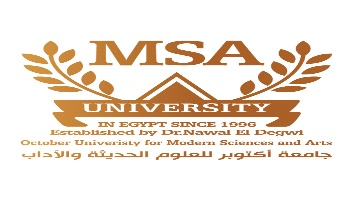 MSA
UNIVERSITY
IN EGYPT SINCE 1996
Established by Dr.Nawal El Degwi
October Univeristy for Modern Sciences and Arts
جامعة أكتوبر للعلوم الحديثة والآداب